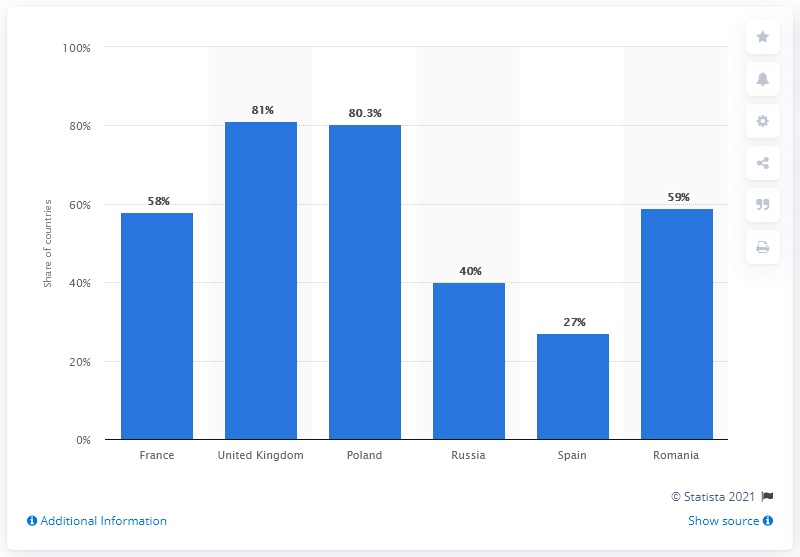 100%
80%
60%
40%
20%
0%
Share of countries
58%
81%
80.3%
40%
27%
59%
France
United Kingdom
Poland
Russia
Spain
Romania
© Statista 2021
Additional Information
Show source